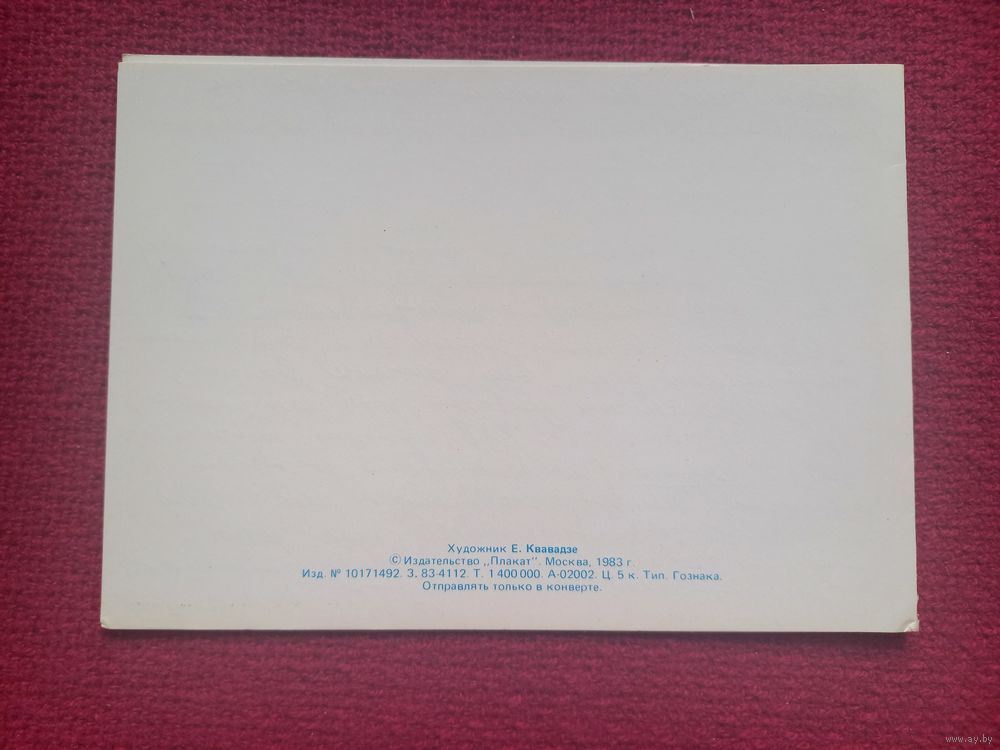 Художник Е. Квавадзе
© Издательство „Плакат". Москва, 1983 г.
Изд. № 10171492. З. 83-4112. Т. 1 400 000. А-02002. Ц. 5 к. Тип. Гознака.
Отправлять только в конверте.
www.ay.by